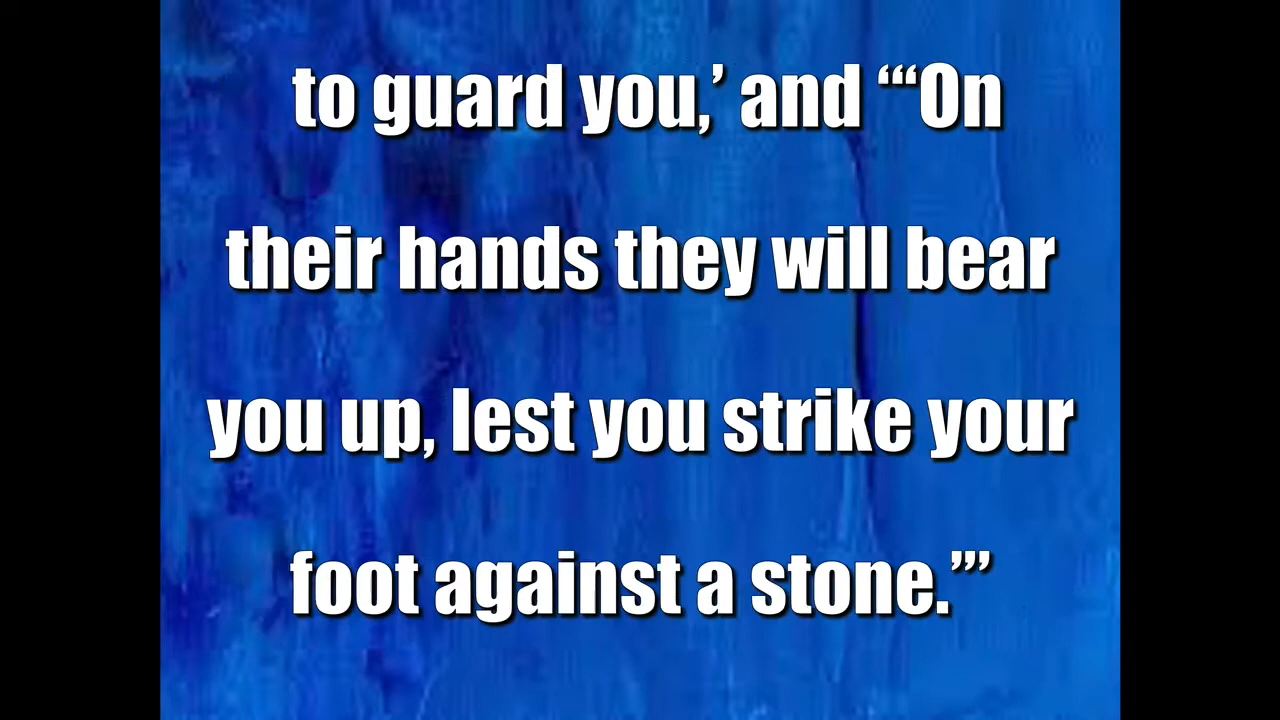 to guard you,’ and “‘On
their hands they will bear
you up, lest you strike your
foot against a stone.”’